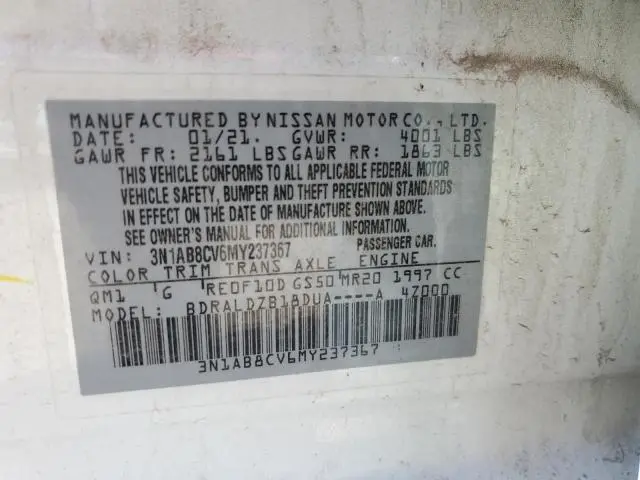 MANUFACTURED BY NISSAN MOTOR CO., LTD.
DATE: 01/21. GVWR: 4001 LBS
GAWR FR: 2161 LBS GAWR RR: 1863 LBS
THIS VEHICLE CONFORMS TO ALL APPLICABLE FEDERAL MOTOR
VEHICLE SAFETY, BUMPER AND THEFT PREVENTION STANDARDS
IN EFFECT ON THE DATE OF MANUFACTURE SHOWN ABOVE.
SEE OWNER'S MANUAL FOR ADDITIONAL INFORMATION
VIN: 3N1AB8CV6MY237367 PASSENGER CAR.
COLOR TRIM TRANS AXLE ENGINE
QM1 G RE0F10D GS50 MR20 1997 CC
MODEL: BDRALDZB18DUA----A 47000
3N1AB8CV6MY237367